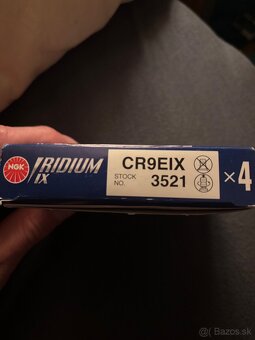 NGK
IRIDIUM
IX
CR9EIX
STOCK
NO.
3521
×4
Bazos.sk